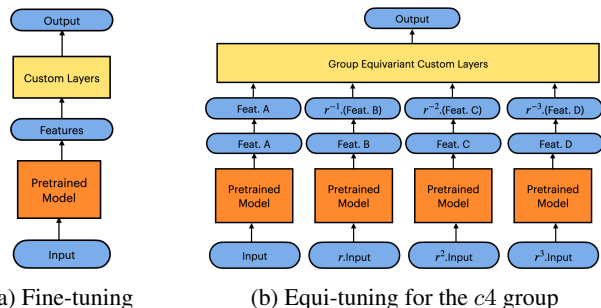 Output
Custom Layers
Features
Pretrained
Model
Input
a) Fine-tuning
Output
Group Equivariant Custom Layers
Feat. A
r⁻¹.(Feat. B)
r⁻².(Feat. C)
r⁻³.(Feat. D)
Feat. A
Feat. B
Feat. C
Feat. D
Pretrained
Model
Pretrained
Model
Pretrained
Model
Pretrained
Model
Input
r.Input
r².Input
r³.Input
(b) Equi-tuning for the c4 group